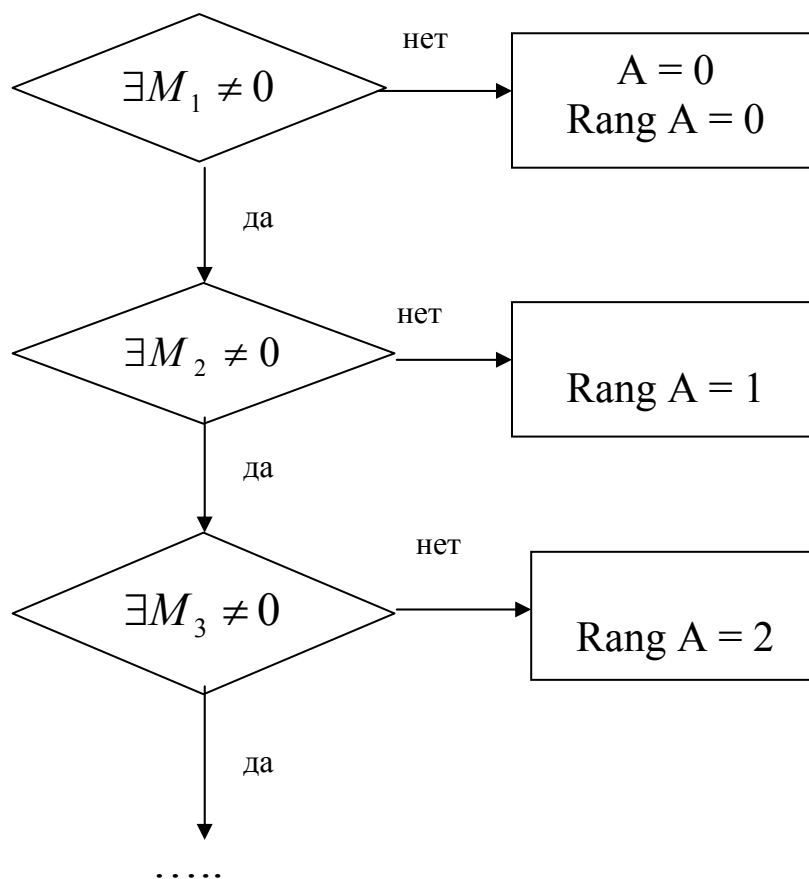 ∃M₁ ≠ 0
нет
A = 0
Rang A = 0
да
∃M₂ ≠ 0
нет
Rang A = 1
да
∃M₃ ≠ 0
нет
Rang A = 2
да
.....